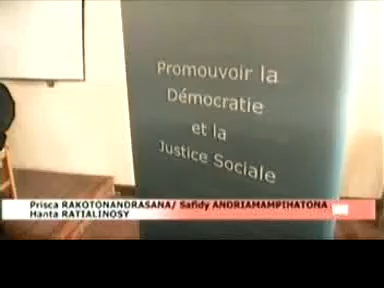 Promouvoir la
Démocratie
et la
Justice Sociale
Prisca RAKOTONANDRASANA/ Safidy ANDRIAMAMPIHATONA
Hanta RATIALINOSY